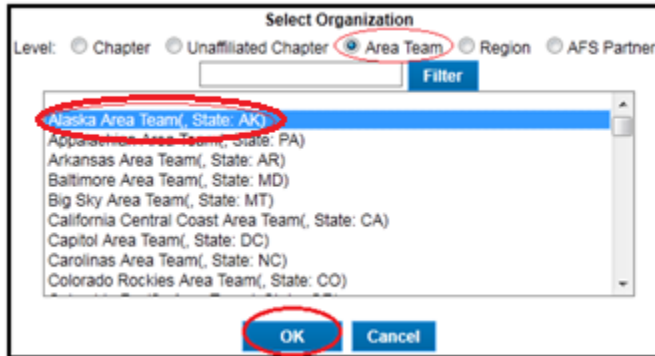 Select Organization
Level: Chapter Unaffiliated Chapter Area Team Region AFS Partner
Filter
Alaska Area Team(, State: AK)
Appalachian Area Team(, State: PA)
Arkansas Area Team(, State: AR)
Baltimore Area Team(, State: MD)
Big Sky Area Team(, State: MT)
California Central Coast Area Team(, State: CA)
Capitol Area Team(, State: DC)
Carolinas Area Team(, State: NC)
Colorado Rockies Area Team(, State: CO)
OK Cancel